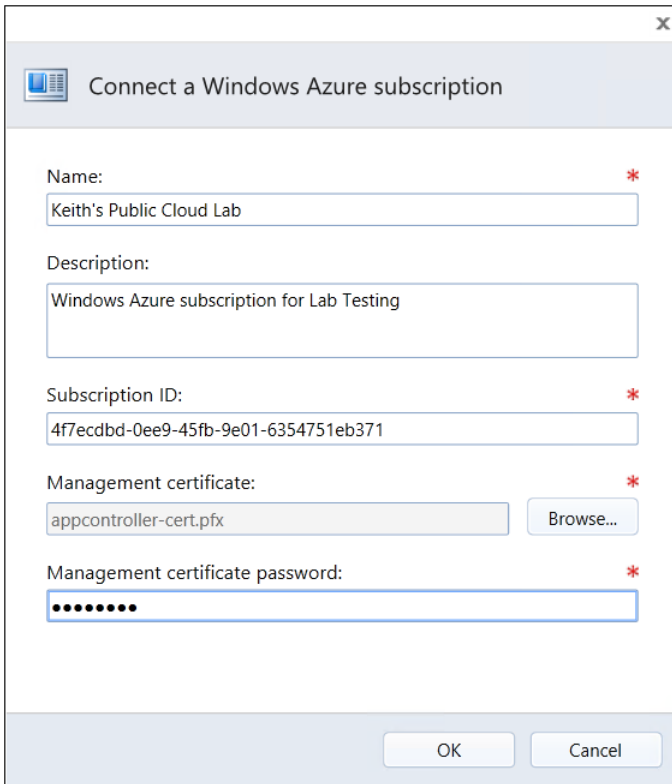 x
Connect a Windows Azure subscription
Name: *
Keith's Public Cloud Lab
Description:
Windows Azure subscription for Lab Testing
Subscription ID: *
4f7ecdbd-0ee9-45fb-9e01-6354751eb371
Management certificate: *
appcontroller-cert.pfx Browse...
Management certificate password: *
••••••••
OK Cancel